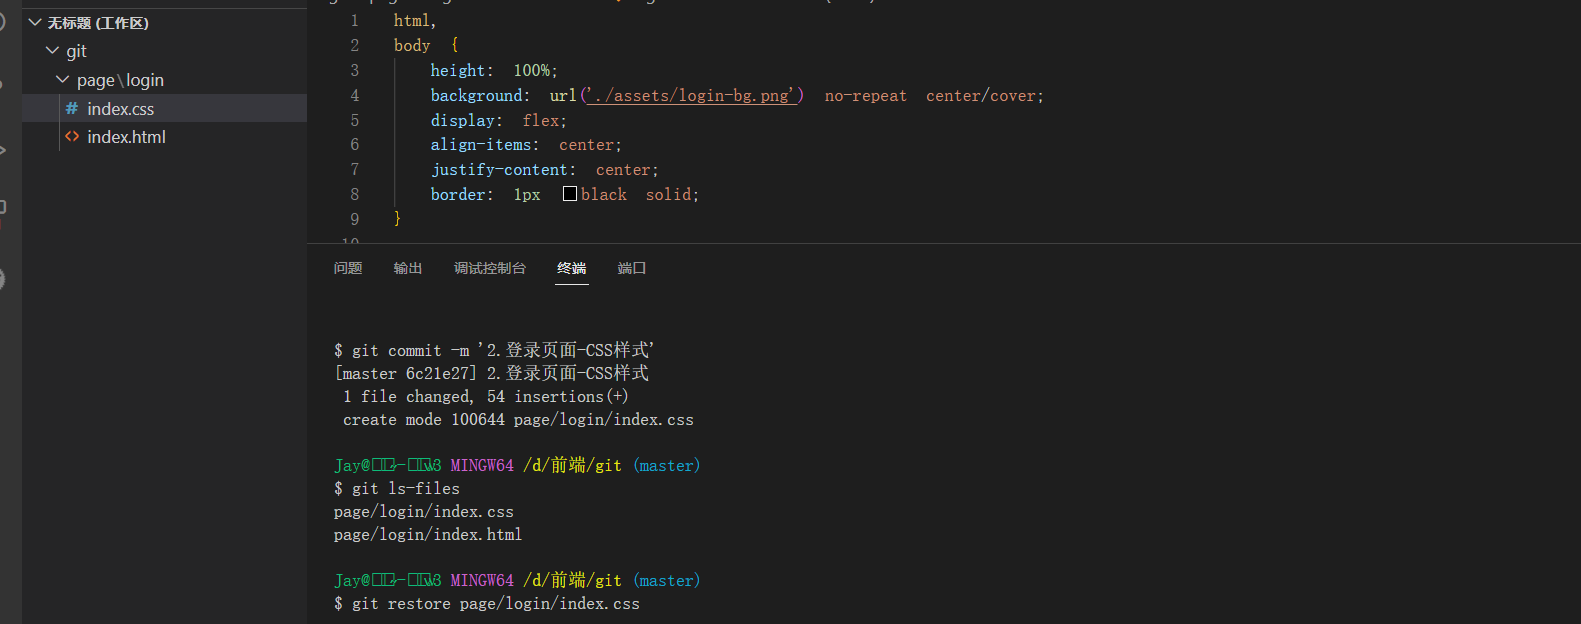 无标题 (工作区)
git
page\login
# index.css
<> index.html
1 html,
2 body {
3 height: 100%;
4 background: url('./assets/login-bg.png') no-repeat center/cover;
5 display: flex;
6 align-items: center;
7 justify-content: center;
8 border: 1px black solid;
9 }
10
问题 输出 调试控制台 终端 端口
$ git commit -m '2.登录页面-CSS样式'
[master 6c21e27] 2.登录页面-CSS样式
1 file changed, 54 insertions(+)
create mode 100644 page/login/index.css
Jay@ MINGW64 /d/前端/git (master)
$ git ls-files
page/login/index.css
page/login/index.html
Jay@ MINGW64 /d/前端/git (master)
$ git restore page/login/index.css